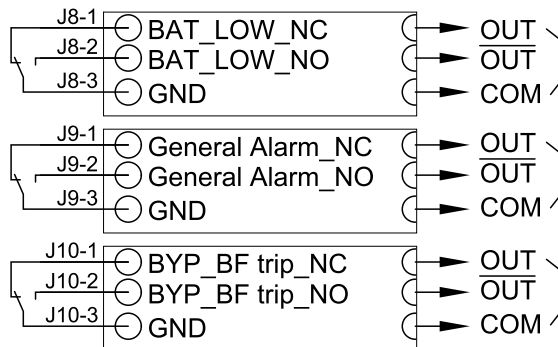 J8-1 BAT_LOW_NC OUT
J8-2 BAT_LOW_NO OUT
J8-3 GND COM
J9-1 General Alarm_NC OUT
J9-2 General Alarm_NO OUT
J9-3 GND COM
J10-1 BYP_BF trip_NC OUT
J10-2 BYP_BF trip_NO OUT
J10-3 GND COM